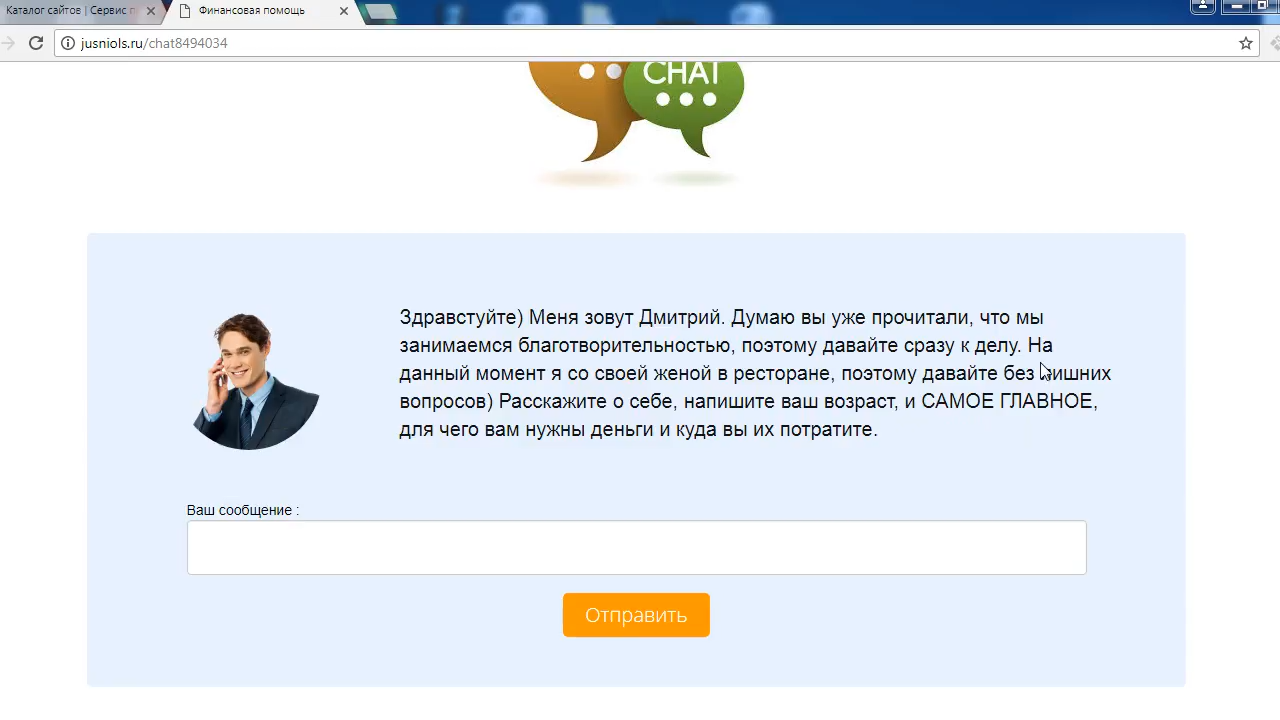 Каталог сайтов | Сервис
Финансовая помощь
jusniols.ru/chat8494034
CHAT
Здравстуйте) Меня зовут Дмитрий. Думаю вы уже прочитали, что мы
занимаемся благотворительностью, поэтому давайте сразу к делу. На
данный момент я со своей женой в ресторане, поэтому давайте без лишних
вопросов) Расскажите о себе, напишите ваш возраст, и САМОЕ ГЛАВНОЕ,
для чего вам нужны деньги и куда вы их потратите.
Ваш сообщение :
Отправить